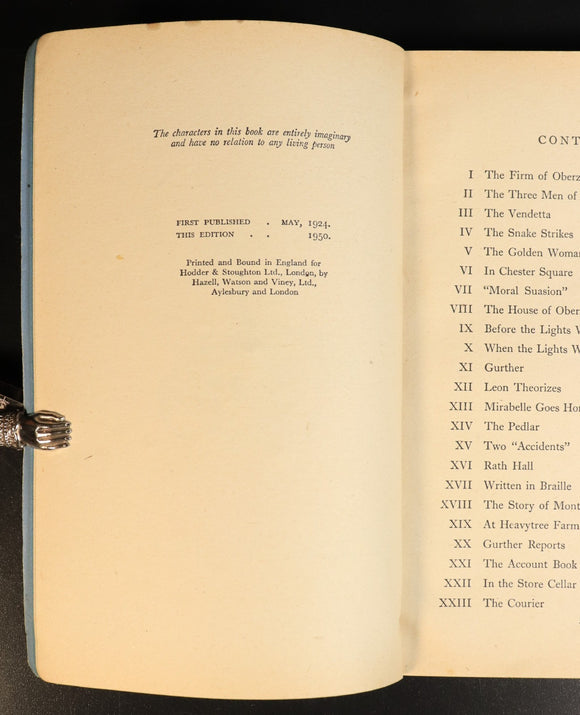 The characters in this book are entirely imaginary
and have no relation to any living person
FIRST PUBLISHED . MAY, 1924.
THIS EDITION . . 1950.
Printed and Bound in England for
Hodder & Stoughton Ltd., London, by
Hazell, Watson and Viney, Ltd.,
Aylesbury and London
CONT
I The Firm of Oberz
II The Three Men of
III The Vendetta
IV The Snake Strikes
V The Golden Woma
VI In Chester Square
VII "Moral Suasion"
VIII The House of Ober
IX Before the Lights W
X When the Lights W
XI Gurther
XII Leon Theorizes
XIII Mirabelle Goes Ho
XIV The Pedlar
XV Two "Accidents"
XVI Rath Hall
XVII Written in Braille
XVIII The Story of Mont
XIX At Heavytree Farm
XX Gurther Reports
XXI The Account Book
XXII In the Store Cellar
XXIII The Courier